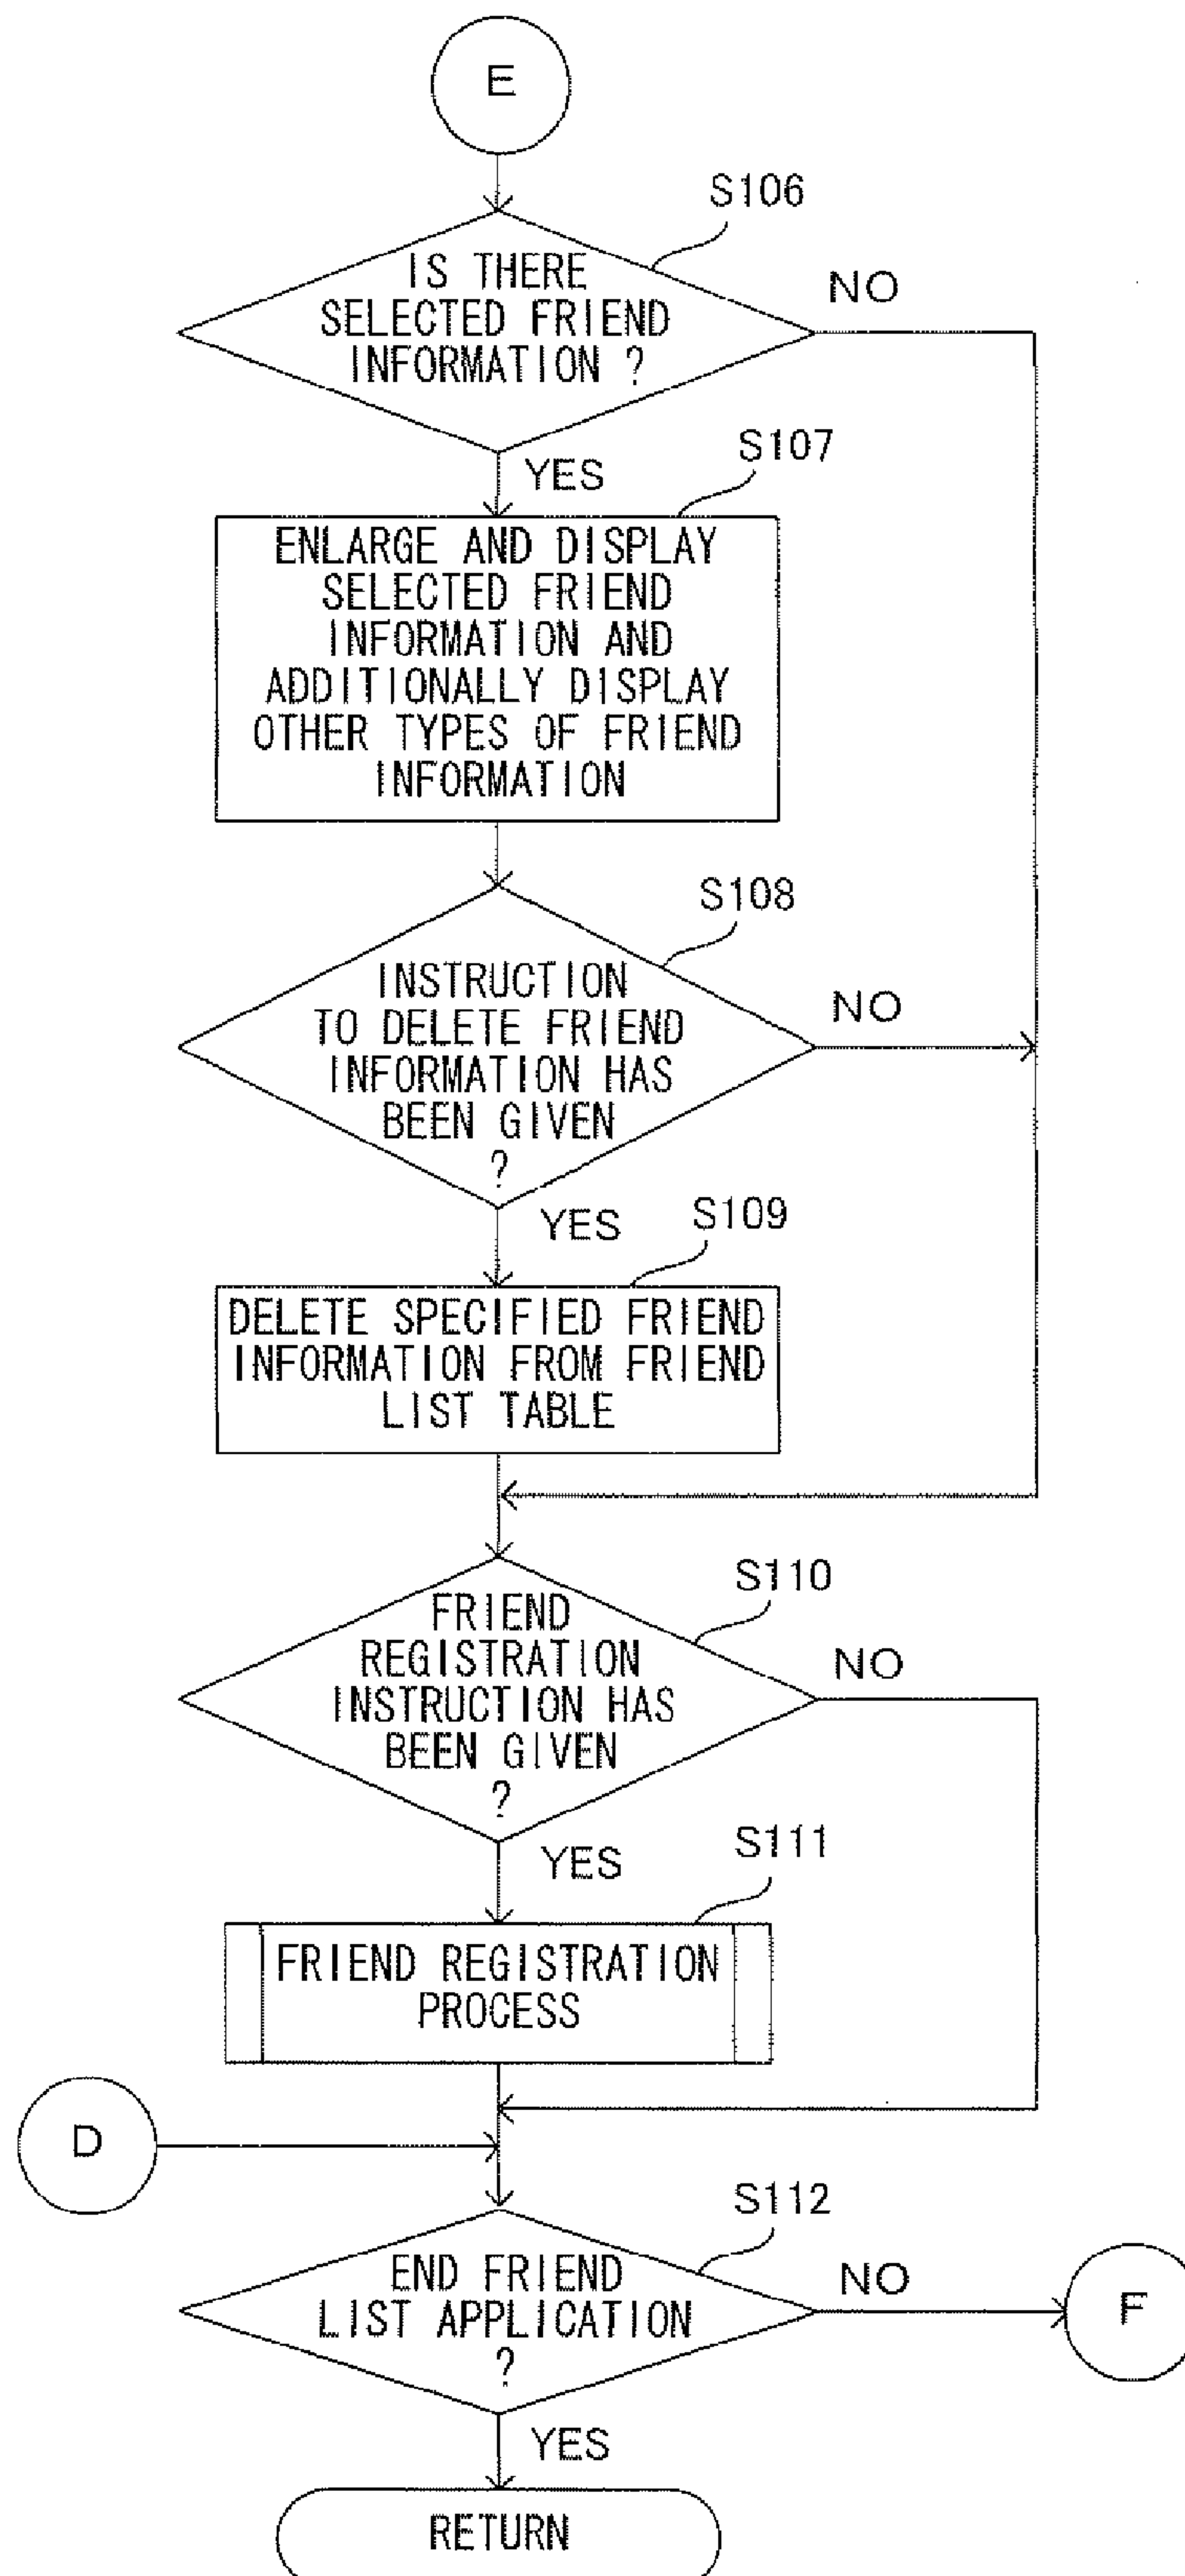 E
S106
IS THERE
SELECTED FRIEND
INFORMATION ?
NO
YES
S107
ENLARGE AND DISPLAY
SELECTED FRIEND
INFORMATION AND
ADDITIONALLY DISPLAY
OTHER TYPES OF FRIEND
INFORMATION
S108
INSTRUCTION
TO DELETE FRIEND
INFORMATION HAS
BEEN GIVEN
?
NO
YES
S109
DELETE SPECIFIED FRIEND
INFORMATION FROM FRIEND
LIST TABLE
S110
FRIEND
REGISTRATION
INSTRUCTION HAS
BEEN GIVEN
?
NO
YES
S111
FRIEND REGISTRATION
PROCESS
D
S112
END FRIEND
LIST APPLICATION
?
NO
F
YES
RETURN